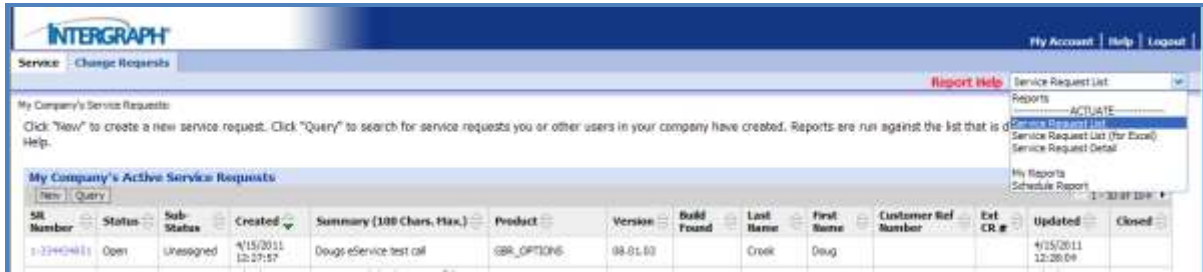 INTERGRAPH
My Account | Help | Logout |
Service Change Requests
Report Help Service Request List
Reports
ACTUATE
Service Request List
Service Request List (for Excel)
Service Request Detail
My Reports
Schedule Report
My Company's Service Requests:
Click "New" to create a new service request. Click "Query" to search for service requests you or other users in your company have created. Reports are run against the list that is
Help.
My Company's Active Service Requests
New Query
SR Number Status Sub-Status Created Summary (100 Chars. Max.) Product Version Build Found Last Name First Name Customer Ref Number Ext CR # Updated Closed
Open Unassigned 4/15/2011 12:27:57 Dougs eService test call GBR_OPTIONS 08.01.03 Crook Doug 4/15/2011 12:28:04